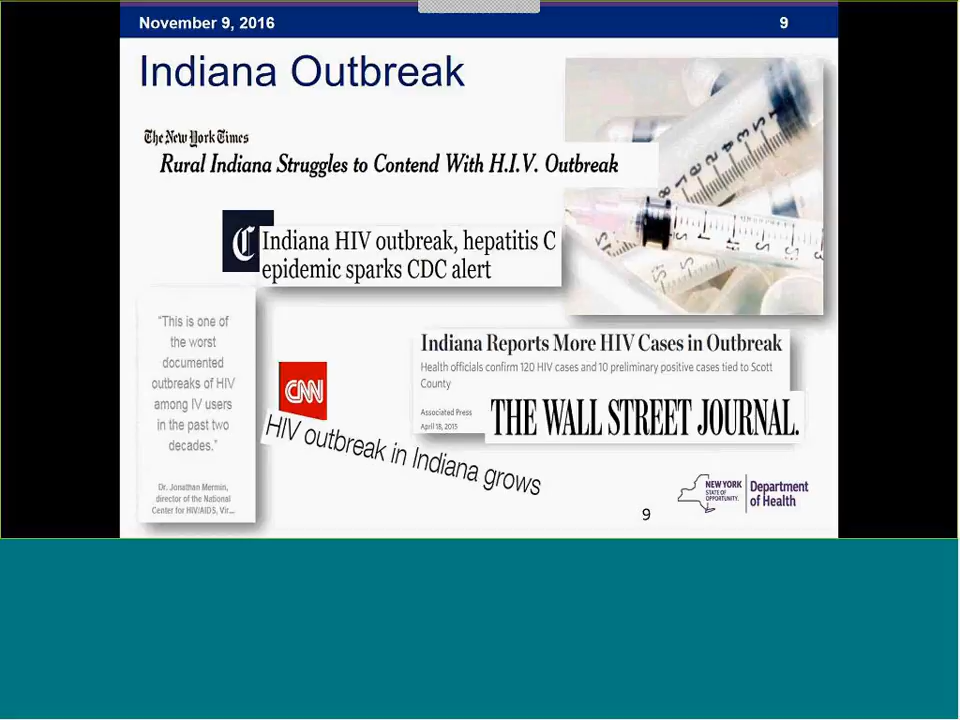 November 9, 2016 9
Indiana Outbreak
The New York Times
Rural Indiana Struggles to Contend With H.I.V. Outbreak
C
Indiana HIV outbreak, hepatitis C
epidemic sparks CDC alert
“This is one of
the worst
documented
outbreaks of HIV
among IV users
in the past two
decades.”
Dr. Jonathan Mermin,
director of the National
Center for HIV/AIDS, Vir...
CNN
HIV outbreak in Indiana grows
Indiana Reports More HIV Cases in Outbreak
Health officials confirm 120 HIV cases and 10 preliminary positive cases tied to Scott
County
Associated Press
April 18, 2015
THE WALL STREET JOURNAL.
NEW YORK
STATE OF
OPPORTUNITY.
Department
of Health
9